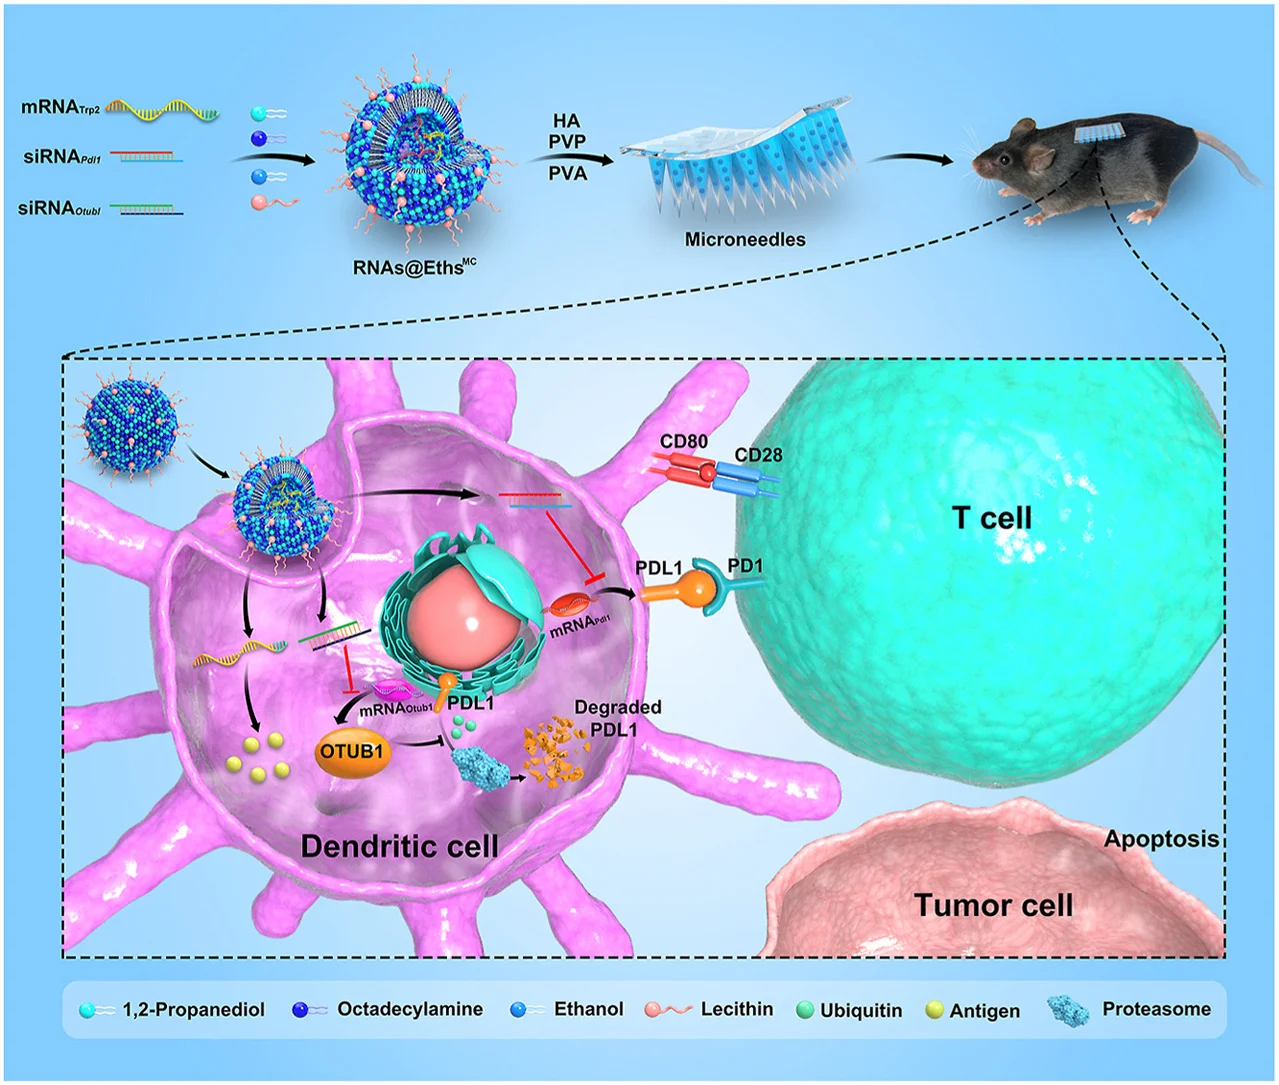 mRNATrp2
siRNAPdl1
siRNAOtubl
RNAs@EthsMC
HA
PVP
PVA
Microneedles
CD80
CD28
T cell
PDL1
PD1
mRNAPdl1
mRNAOtub1
PDL1
OTUB1
Degraded
PDL1
Dendritic cell
Apoptosis
Tumor cell
1,2-Propanediol
Octadecylamine
Ethanol
Lecithin
Ubiquitin
Antigen
Proteasome